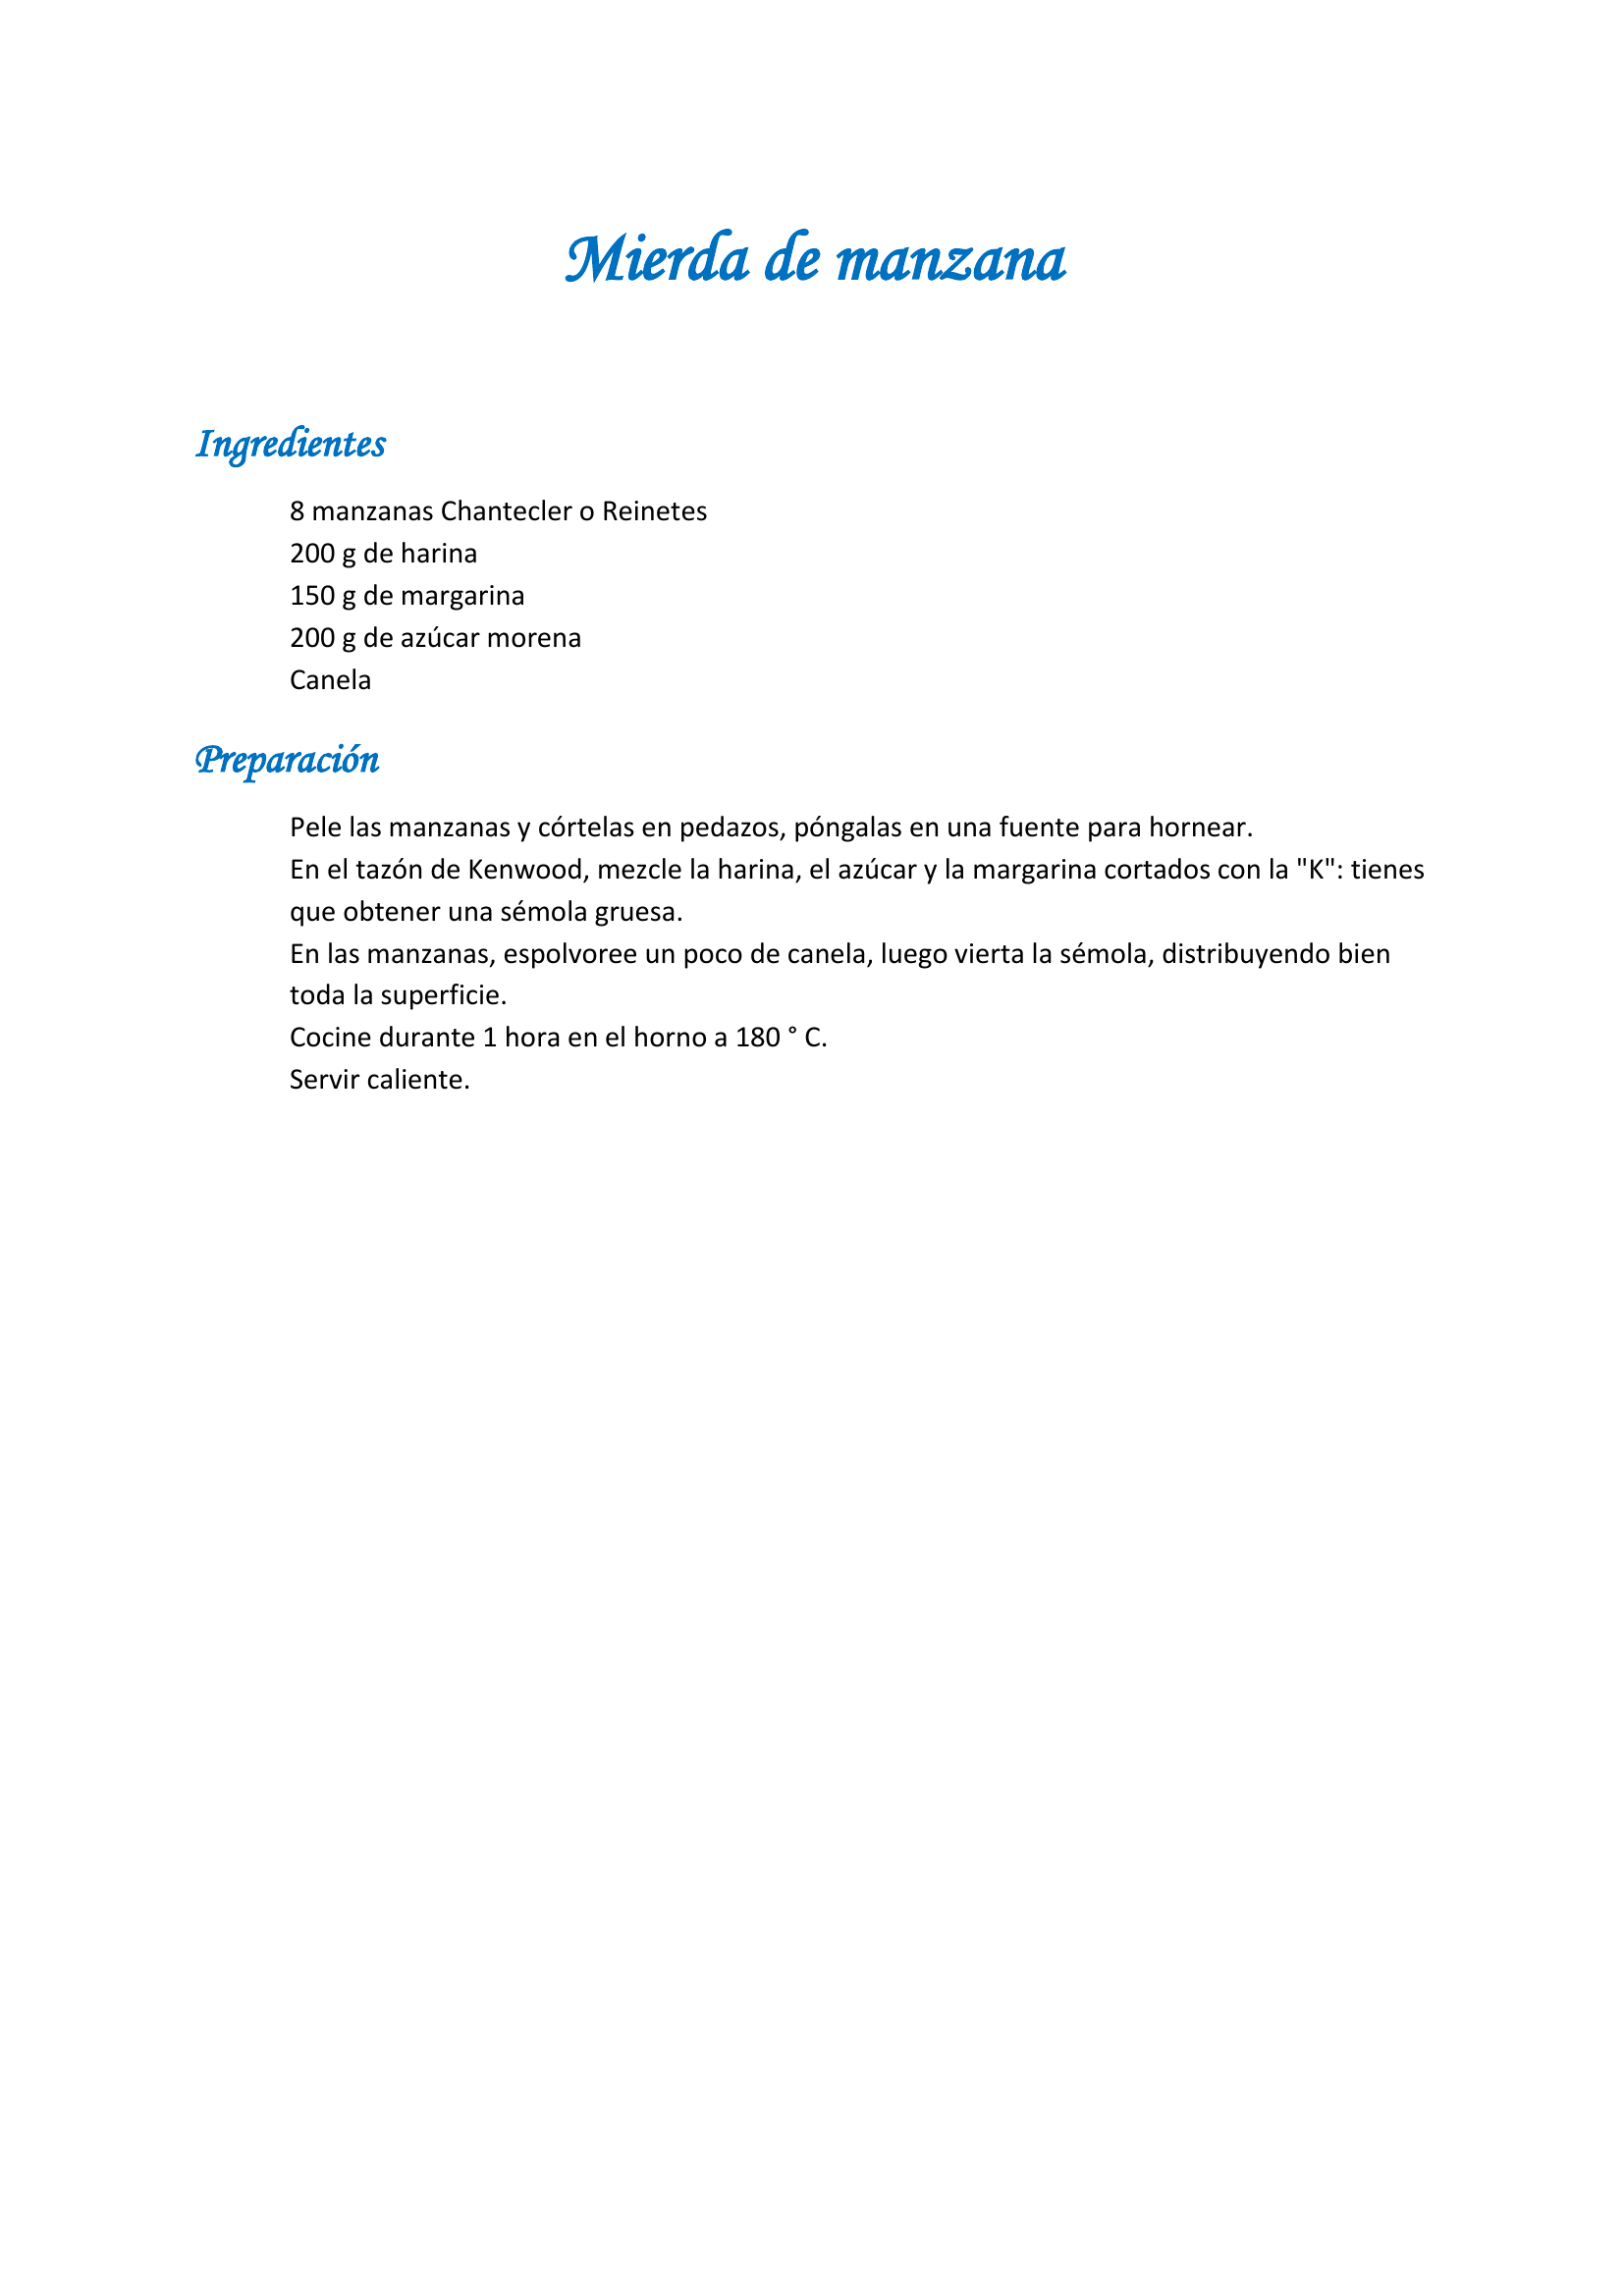 Mierda de manzana
Ingredientes
8 manzanas Chantecler o Reinetes
200 g de harina
150 g de margarina
200 g de azúcar morena
Canela
Preparación
Pele las manzanas y córtelas en pedazos, póngalas en una fuente para hornear.
En el tazón de Kenwood, mezcle la harina, el azúcar y la margarina cortados con la "K": tienes
que obtener una sémola gruesa.
En las manzanas, espolvoree un poco de canela, luego vierta la sémola, distribuyendo bien
toda la superficie.
Cocine durante 1 hora en el horno a 180 ° C.
Servir caliente.